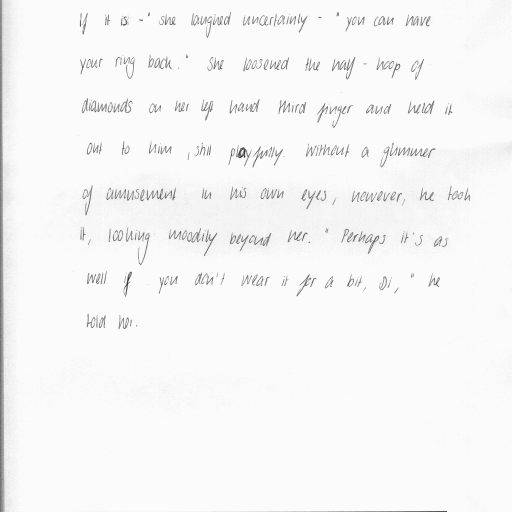 If it is -" she laughed uncertainly - "you can have
your ring back." She loosened the half-hoop of
diamonds on her left hand third finger and held it
out to him, still playfully. Without a glimmer
of amusement in his own eyes, however, he took
it, looking moodily beyond her. "Perhaps it's as
well if you don't wear it for a bit, Di," he
told her.